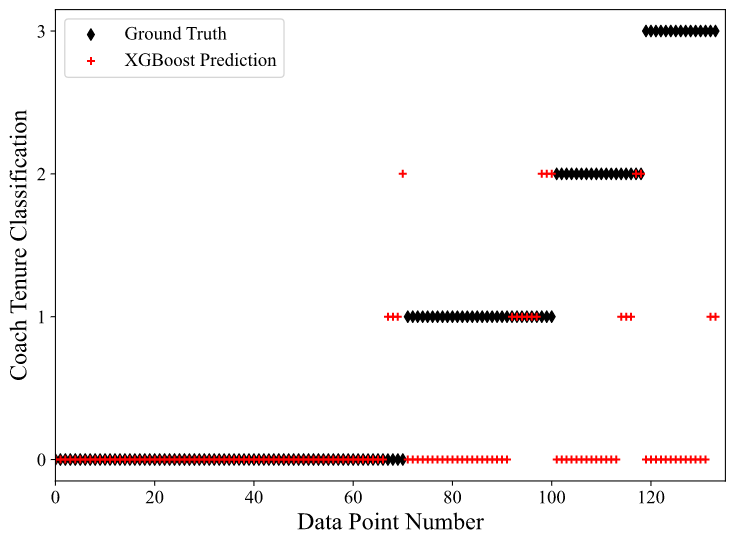 Ground Truth
XGBoost Prediction
Coach Tenure Classification
3
2
1
0
0 20 40 60 80 100 120
Data Point Number